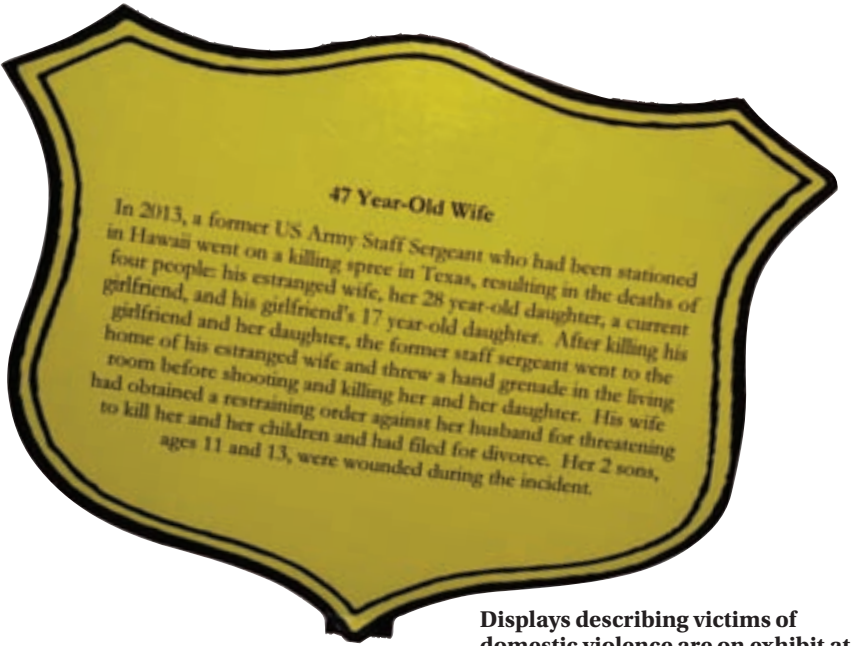 47 Year-Old Wife
In 2013, a former US Army Staff Sergeant who had been stationed
in Hawaii went on a killing spree in Texas, resulting in the deaths of
four people: his estranged wife, her 28 year-old daughter, a current
girlfriend, and his girlfriend's 17 year-old daughter. After killing his
girlfriend and her daughter, the former staff sergeant went to the
home of his estranged wife and threw a hand grenade in the living
room before shooting and killing her and her daughter. His wife
had obtained a restraining order against her husband for threatening
to kill her and her children and had filed for divorce. Her 2 sons,
ages 11 and 13, were wounded during the incident.
Displays describing victims of
domestic violence are on exhibit at